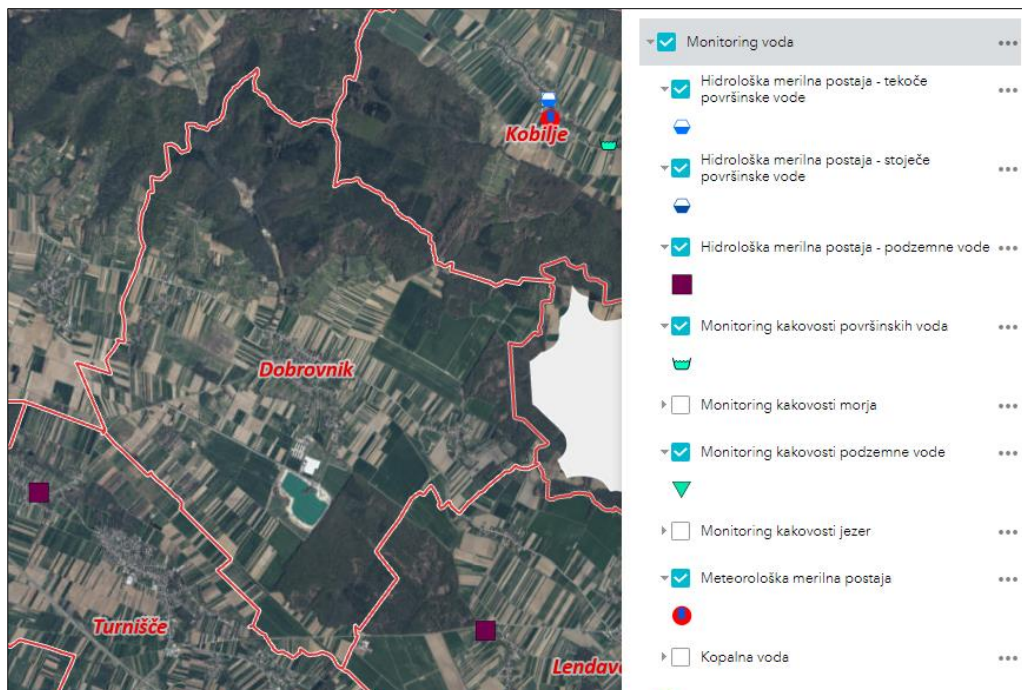 Kobilje
Dobrovnik
Turnišče
Lendava
Monitoring voda
Hidrološka merilna postaja - tekoče
površinske vode
Hidrološka merilna postaja - stoječe
površinske vode
Hidrološka merilna postaja - podzemne vode
Monitoring kakovosti površinskih voda
Monitoring kakovosti morja
Monitoring kakovosti podzemne vode
Monitoring kakovosti jezer
Meteorološka merilna postaja
Kopalna voda